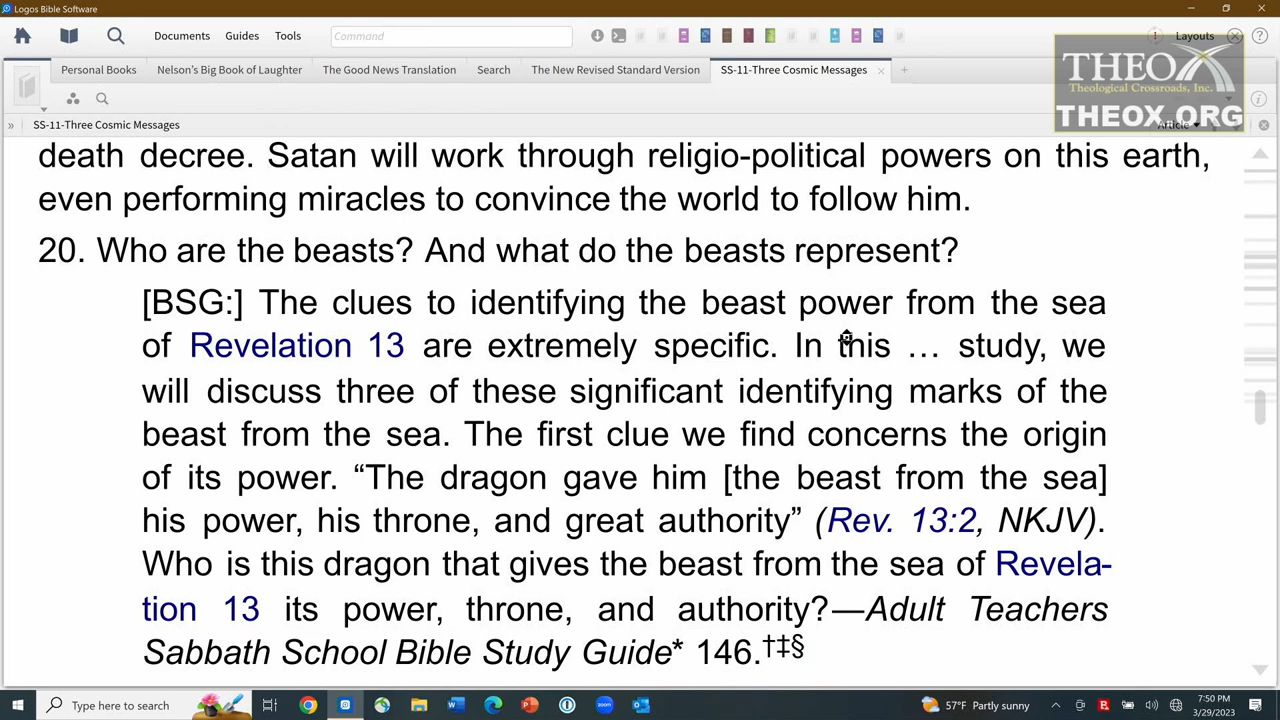 Logos Bible Software
Documents Guides Tools Command Layouts
Personal Books Nelson's Big Book of Laughter The Good News Translation Search The New Revised Standard Version SS-11-Three Cosmic Messages
THEOX
Theological Crossroads, Inc.
THEOX.ORG
SS-11-Three Cosmic Messages Article
death decree. Satan will work through religio-political powers on this earth,
even performing miracles to convince the world to follow him.
20. Who are the beasts? And what do the beasts represent?
[BSG:] The clues to identifying the beast power from the sea
of Revelation 13 are extremely specific. In this … study, we
will discuss three of these significant identifying marks of the
beast from the sea. The first clue we find concerns the origin
of its power. “The dragon gave him [the beast from the sea]
his power, his throne, and great authority” (Rev. 13:2, NKJV).
Who is this dragon that gives the beast from the sea of Revela-
tion 13 its power, throne, and authority?—Adult Teachers
Sabbath School Bible Study Guide* 146.†‡§
Type here to search 57°F Partly sunny 7:50 PM
3/29/2023